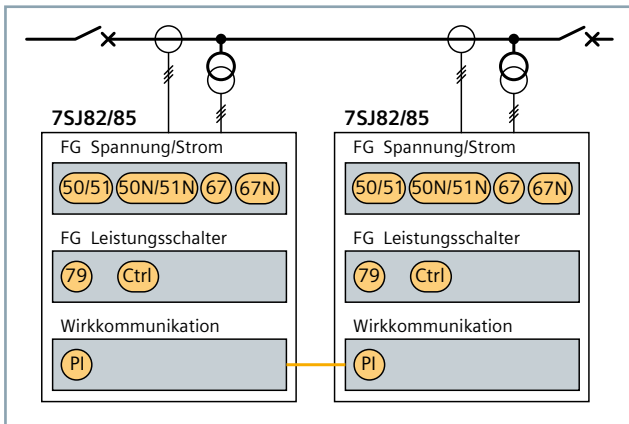 7SJ82/85
FG Spannung/Strom
50/51 50N/51N 67 67N
FG Leistungsschalter
79 Ctrl
Wirkkommunikation
PI
7SJ82/85
FG Spannung/Strom
50/51 50N/51N 67 67N
FG Leistungsschalter
79 Ctrl
Wirkkommunikation
PI